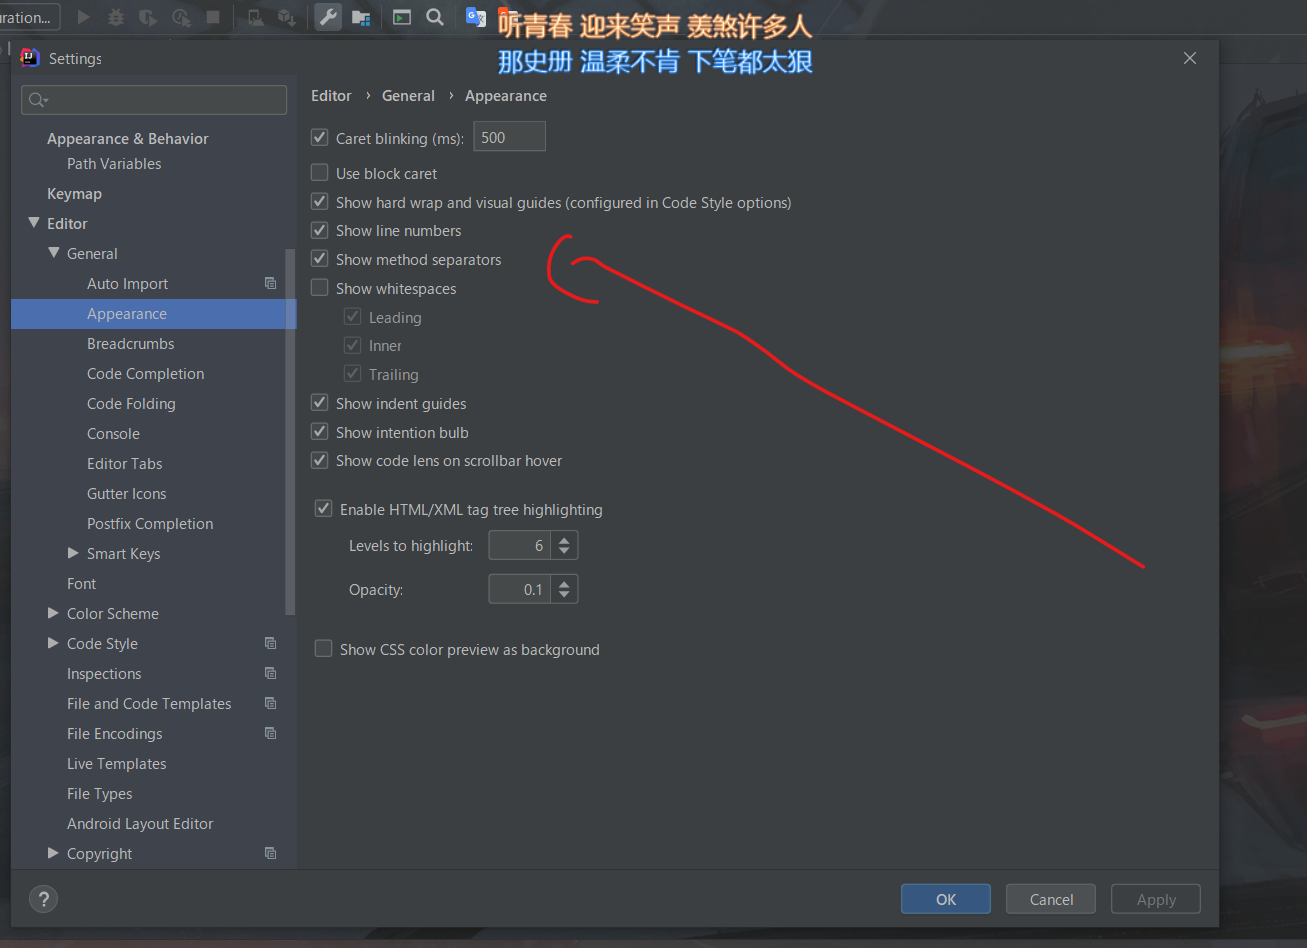 uration...
听青春 迎来笑声 羡煞许多人
那史册 温柔不肯 下笔都太狠
Settings
Editor › General › Appearance
Appearance & Behavior
Path Variables
Keymap
Editor
General
Auto Import
Appearance
Breadcrumbs
Code Completion
Code Folding
Console
Editor Tabs
Gutter Icons
Postfix Completion
Smart Keys
Font
Color Scheme
Code Style
Inspections
File and Code Templates
File Encodings
Live Templates
File Types
Android Layout Editor
Copyright
Caret blinking (ms): 500
Use block caret
Show hard wrap and visual guides (configured in Code Style options)
Show line numbers
Show method separators
Show whitespaces
Leading
Inner
Trailing
Show indent guides
Show intention bulb
Show code lens on scrollbar hover
Enable HTML/XML tag tree highlighting
Levels to highlight: 6
Opacity: 0.1
Show CSS color preview as background
?
OK
Cancel
Apply